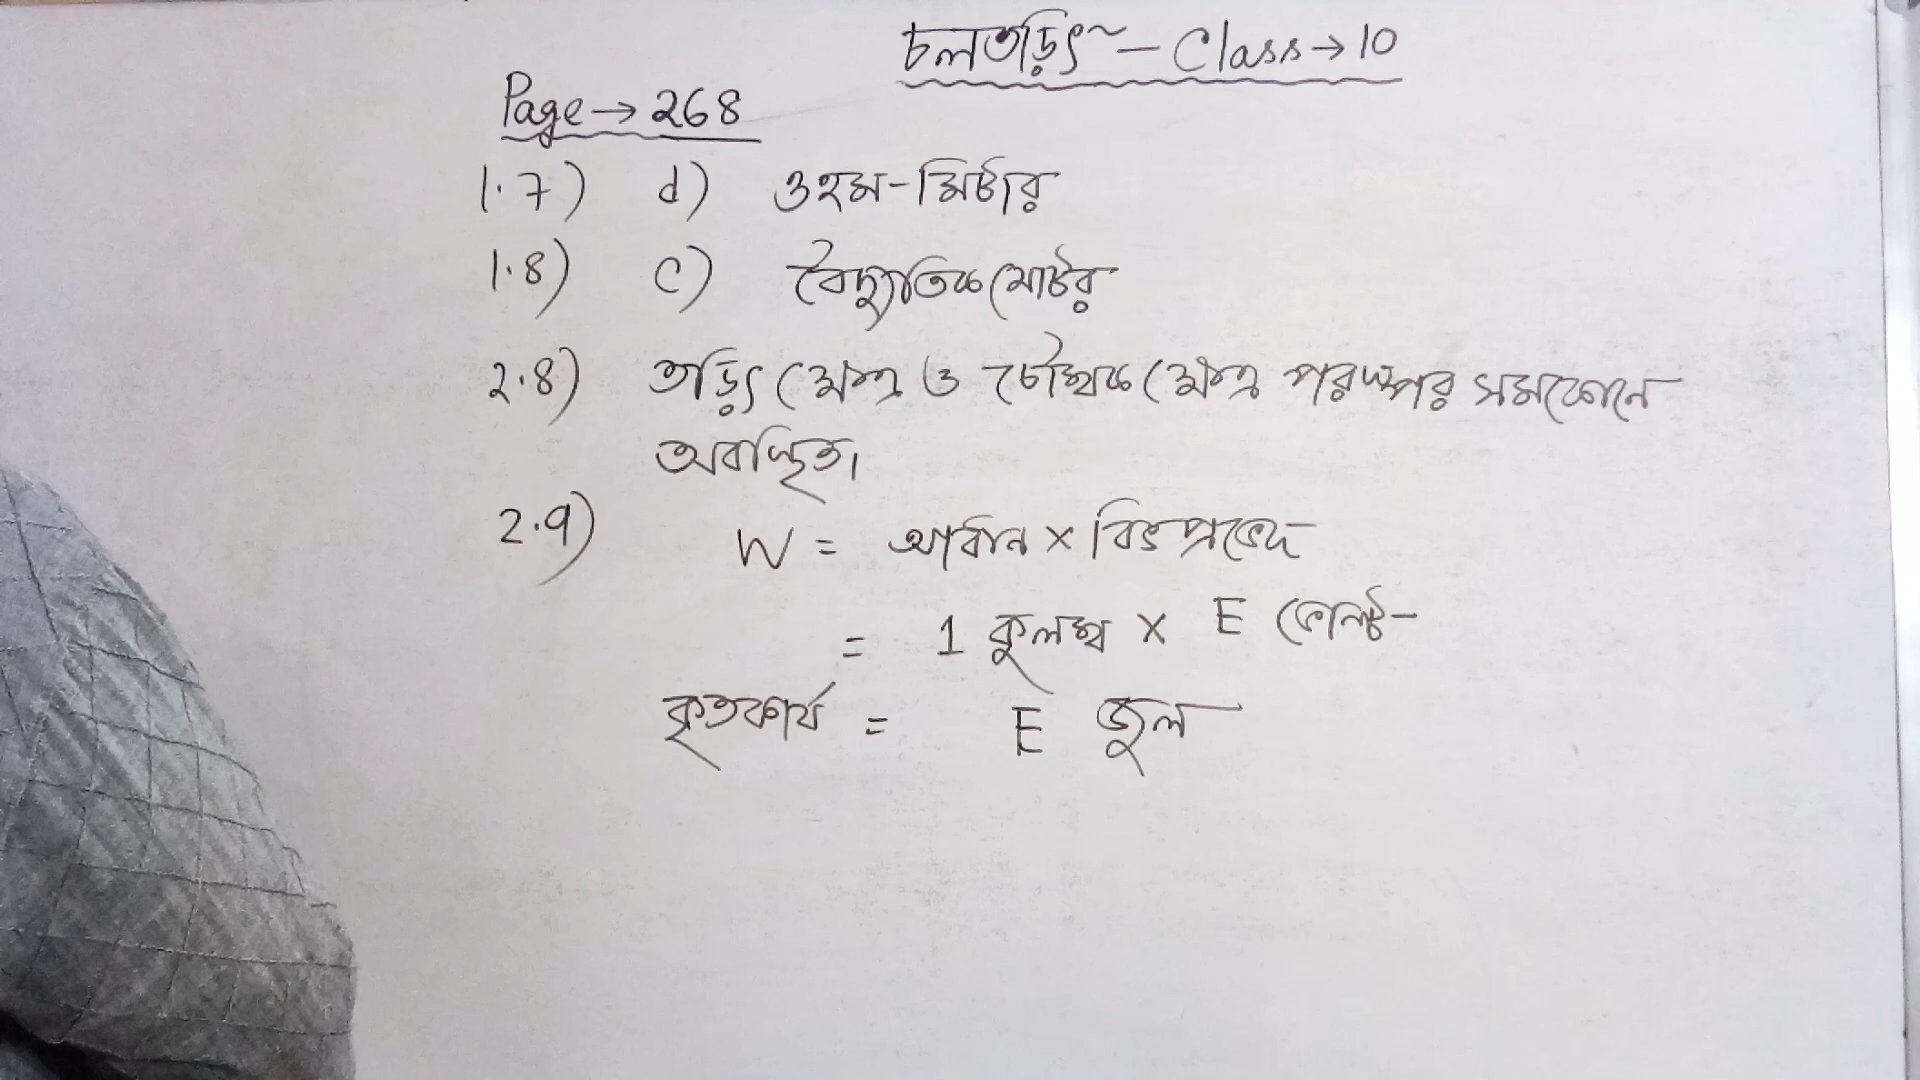 চলতড়িৎ — Class → 10
Page → 268
1.7) d) ওহম-মিটার
1.8) c) বৈদ্যুতিক মোটর
2.8) তড়িৎ ক্ষেত্র ও চৌম্বক ক্ষেত্র পরস্পর সমকোনে
অবস্থিত।
2.9) W = আধান × বিভপ্রভেদ
= 1 কুলম্ব × E ভোল্ট
কৃতকার্য = E জুল